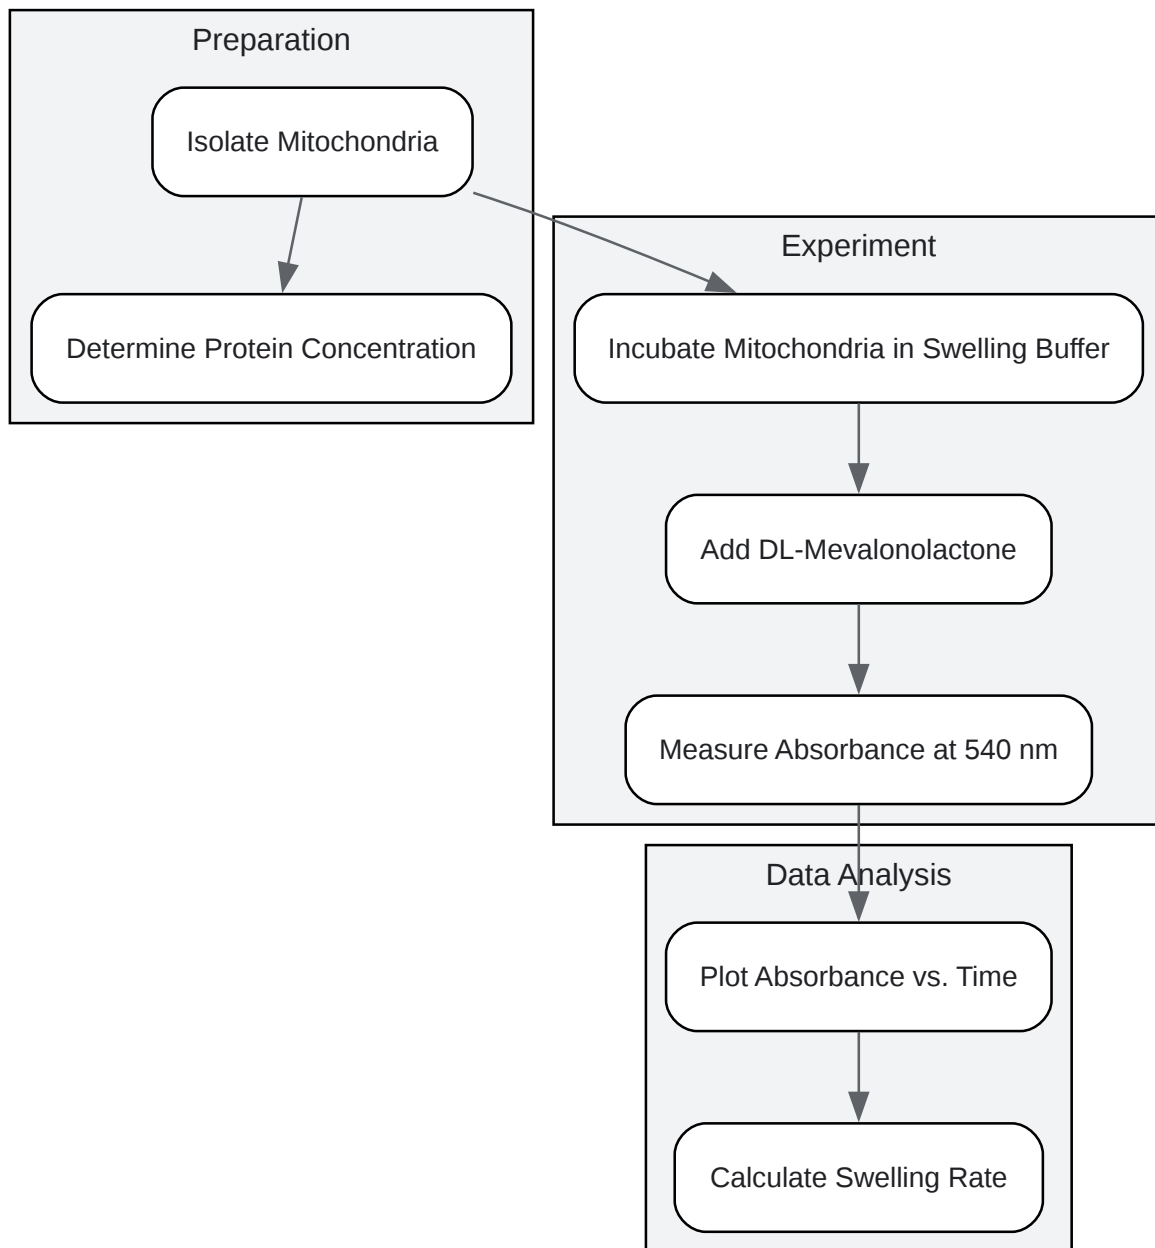 Preparation
Isolate Mitochondria
Determine Protein Concentration
Experiment
Incubate Mitochondria in Swelling Buffer
Add DL-Mevalonolactone
Measure Absorbance at 540 nm
Data Analysis
Plot Absorbance vs. Time
Calculate Swelling Rate